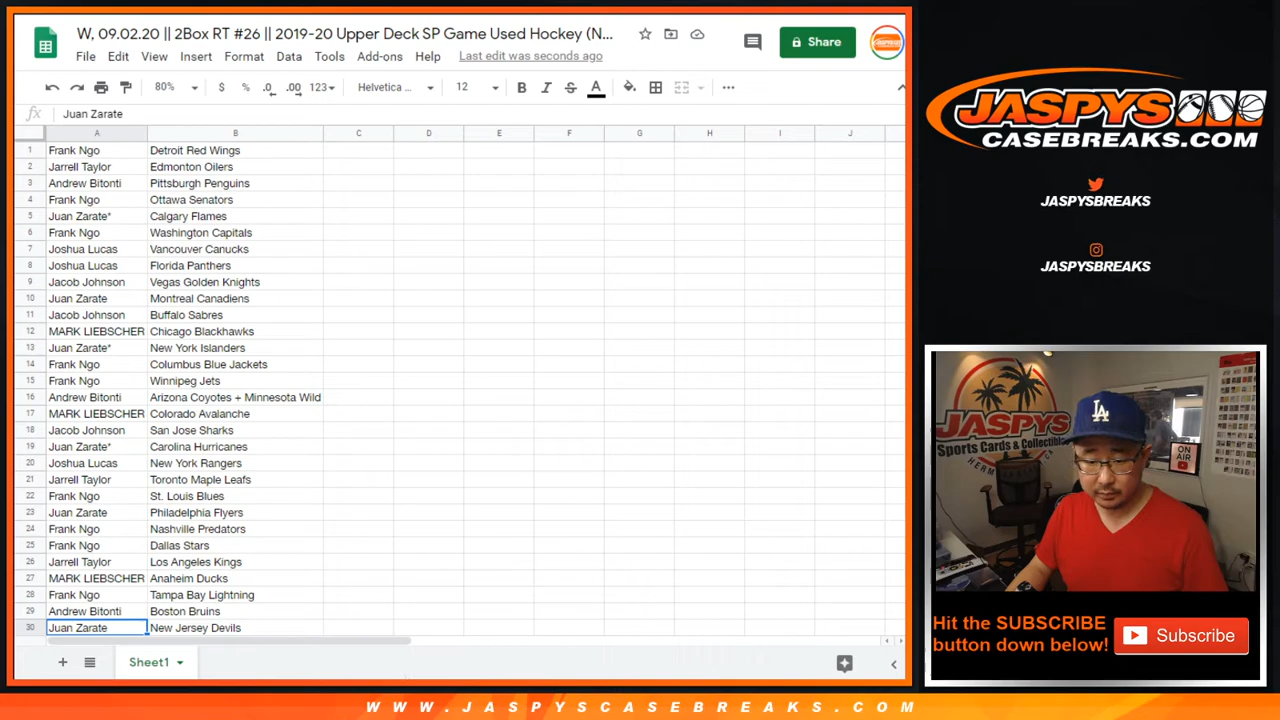 W, 09.02.20 || 2Box RT #26 || 2019-20 Upper Deck SP Game Used Hockey (N...
Share
File Edit View Insert Format Data Tools Add-ons Help Last edit was seconds ago
80% $ % .0 .00 123 Helvetica ... 12 B I S A
fx Juan Zarate
A B C D E F G H I J
1 Frank Ngo Detroit Red Wings
2 Jarrell Taylor Edmonton Oilers
3 Andrew Bitonti Pittsburgh Penguins
4 Frank Ngo Ottawa Senators
5 Juan Zarate* Calgary Flames
6 Frank Ngo Washington Capitals
7 Joshua Lucas Vancouver Canucks
8 Joshua Lucas Florida Panthers
9 Jacob Johnson Vegas Golden Knights
10 Juan Zarate Montreal Canadiens
11 Jacob Johnson Buffalo Sabres
12 MARK LIEBSCHER Chicago Blackhawks
13 Juan Zarate* New York Islanders
14 Frank Ngo Columbus Blue Jackets
15 Frank Ngo Winnipeg Jets
16 Andrew Bitonti Arizona Coyotes + Minnesota Wild
17 MARK LIEBSCHER Colorado Avalanche
18 Jacob Johnson San Jose Sharks
19 Juan Zarate* Carolina Hurricanes
20 Joshua Lucas New York Rangers
21 Jarrell Taylor Toronto Maple Leafs
22 Frank Ngo St. Louis Blues
23 Juan Zarate Philadelphia Flyers
24 Frank Ngo Nashville Predators
25 Frank Ngo Dallas Stars
26 Jarrell Taylor Los Angeles Kings
27 MARK LIEBSCHER Anaheim Ducks
28 Frank Ngo Tampa Bay Lightning
29 Andrew Bitonti Boston Bruins
30 Juan Zarate New Jersey Devils
Sheet1
JASPYS
CASEBREAKS.COM
JASPYSBREAKS
JASPYSBREAKS
JASPYS
Sports Cards & Collectibles
LA
ON
AIR
Hit the SUBSCRIBE
button down below!
Subscribe
WWW.JASPYSCASEBREAKS.COM